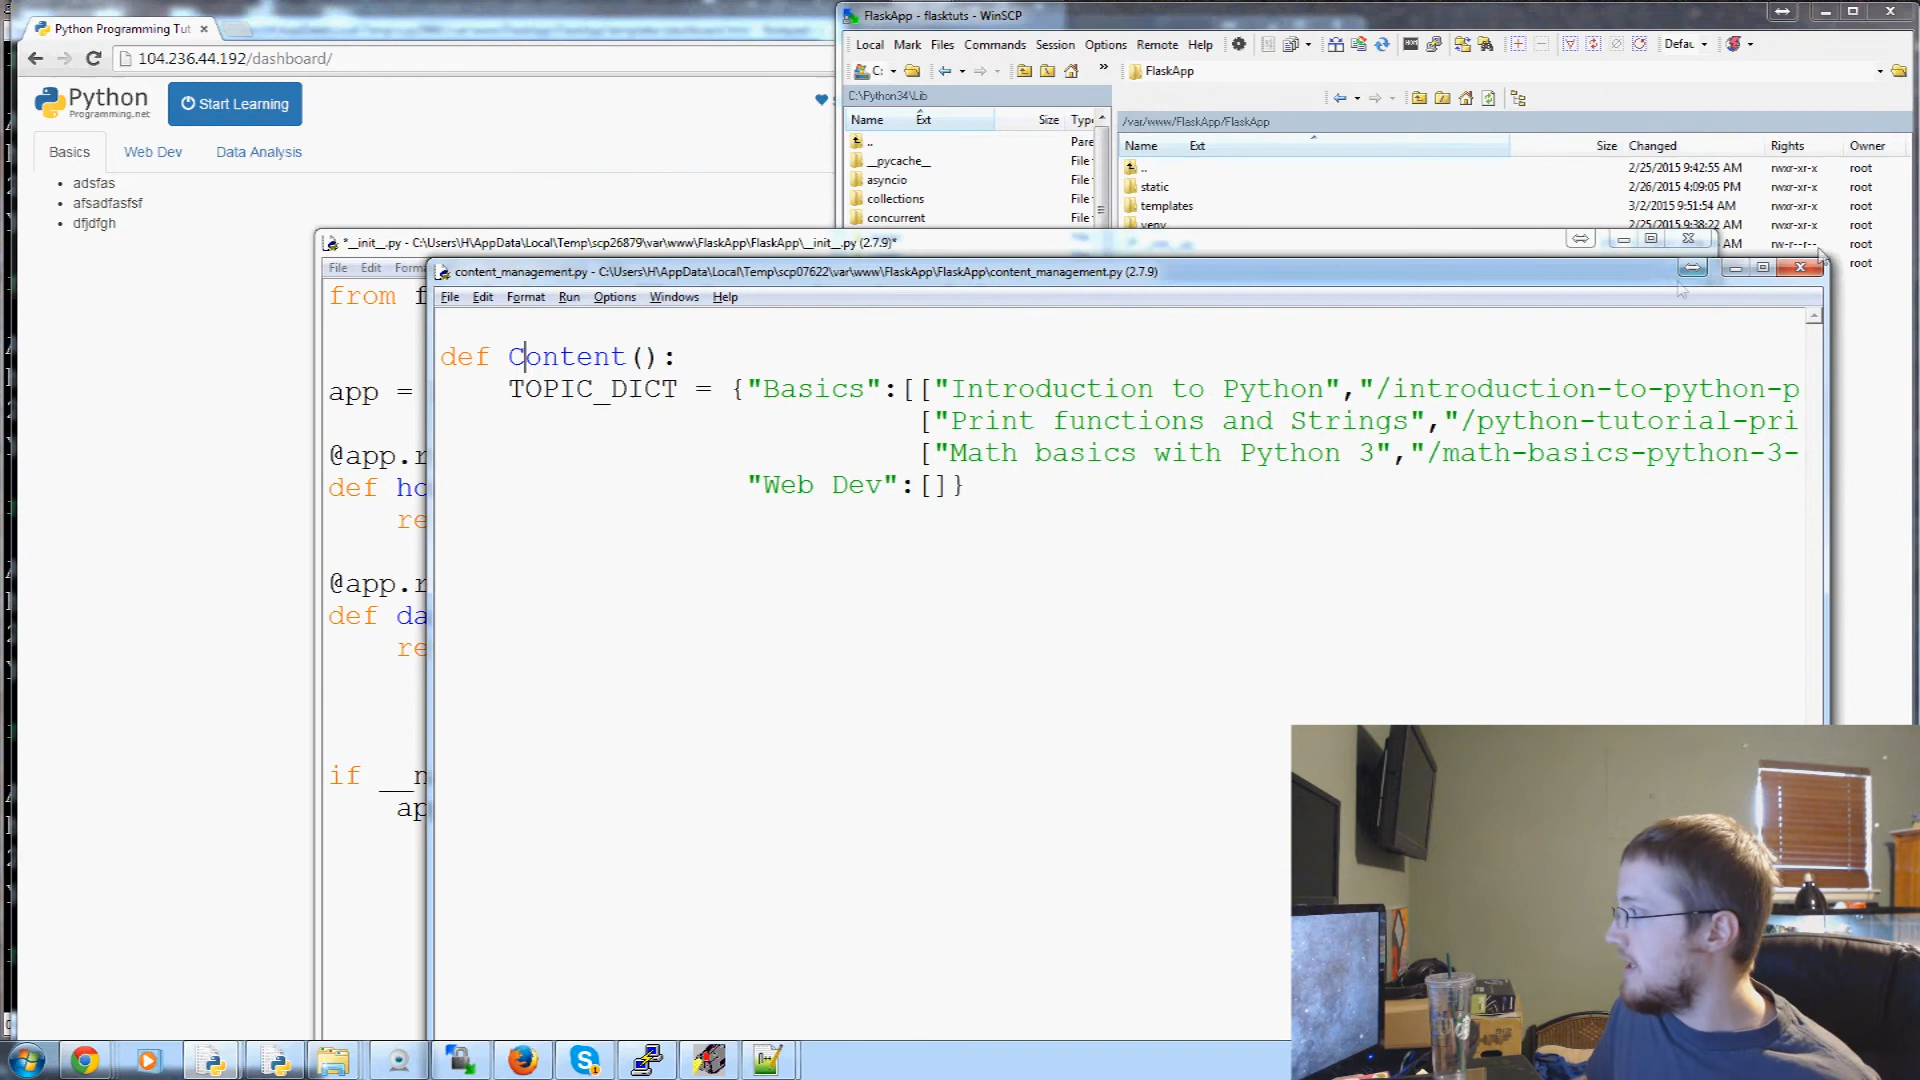 Python Programming Tut
104.236.44.192/dashboard/
Python
Programming.net
Start Learning
Basics
Web Dev
Data Analysis
adsfas
afsadfasfsf
dfjdfgh
FlaskApp - flasktuts - WinSCP
Local Mark Files Commands Session Options Remote Help
C:
FlaskApp
C:\Python34\Lib
Name Ext Size
..
__pycache__
asyncio
collections
concurrent
File
File
File
File
/var/www/FlaskApp/FlaskApp
Name Ext Size Changed Rights Owner
.. 2/25/2015 9:42:55 AM rwxr-xr-x root
static 2/26/2015 4:09:05 PM rwxr-xr-x root
templates 3/2/2015 9:51:54 AM rwxr-xr-x root
venv 2/25/2015 9:38:22 AM rwxr-xr-x root
AM rw-r--r-- root
root
*__init__.py - C:\Users\H\AppData\Local\Temp\scp26879\var\www\FlaskApp\FlaskApp\__init__.py (2.7.9)*
File Edit
from f
app =
@app.r
def ho
re
@app.r
def da
re
if __n
ap
content_management.py - C:\Users\H\AppData\Local\Temp\scp07622\var\www\FlaskApp\FlaskApp\content_management.py (2.7.9)
File Edit Format Run Options Windows Help
def Content():
TOPIC_DICT = {"Basics":[["Introduction to Python","/introduction-to-python-p
["Print functions and Strings","/python-tutorial-pri
["Math basics with Python 3","/math-basics-python-3-
"Web Dev":[]}